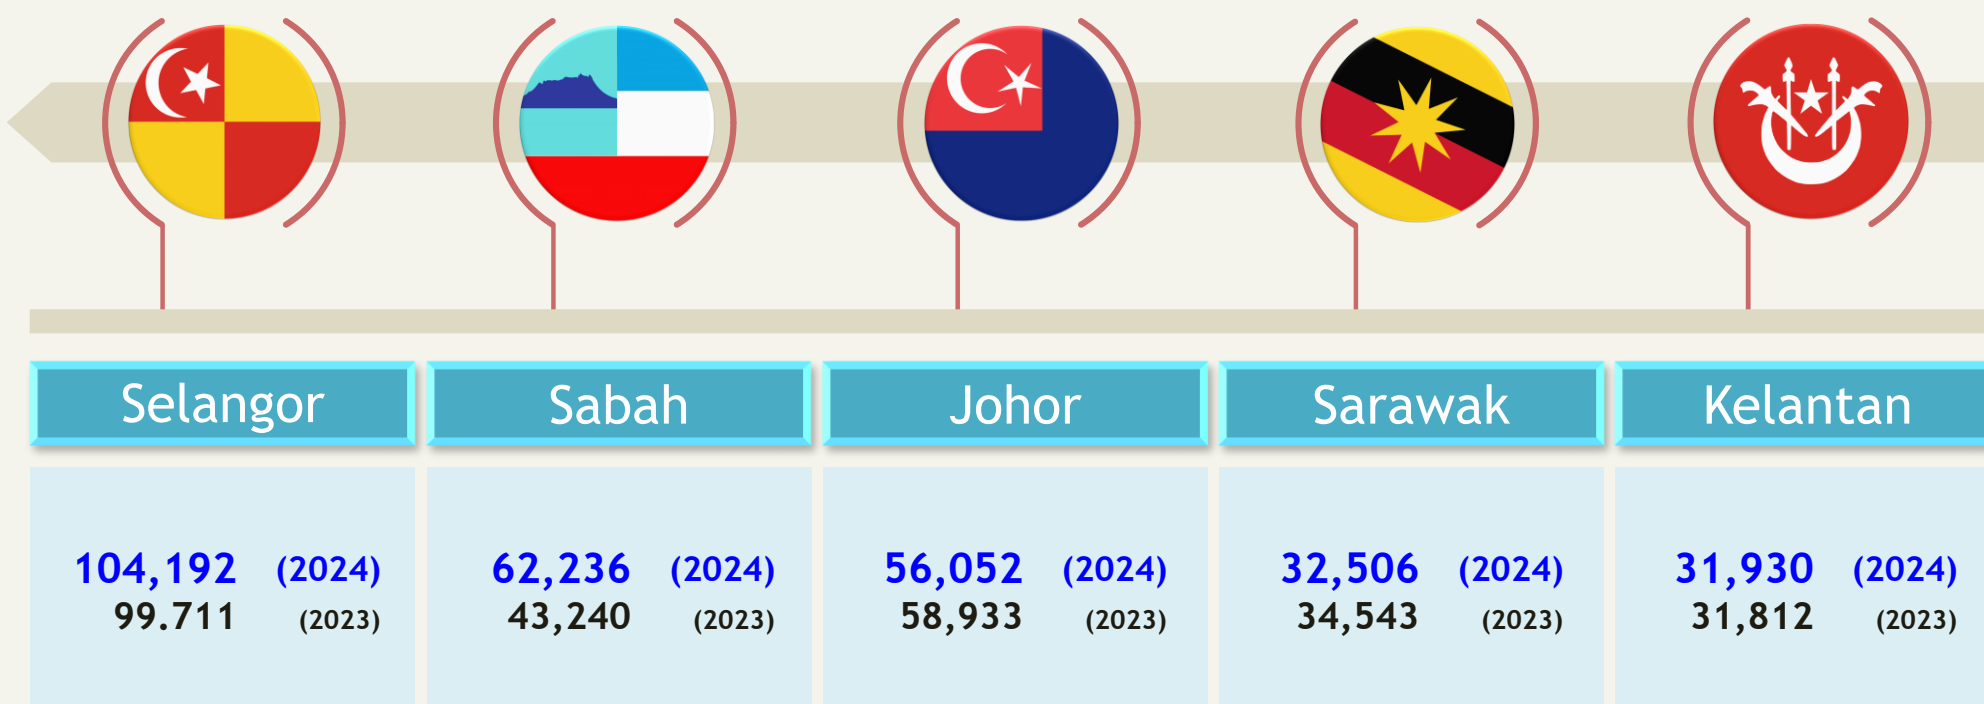 Selangor
Sabah
Johor
Sarawak
Kelantan
104,192 (2024)
99.711 (2023)
62,236 (2024)
43,240 (2023)
56,052 (2024)
58,933 (2023)
32,506 (2024)
34,543 (2023)
31,930 (2024)
31,812 (2023)